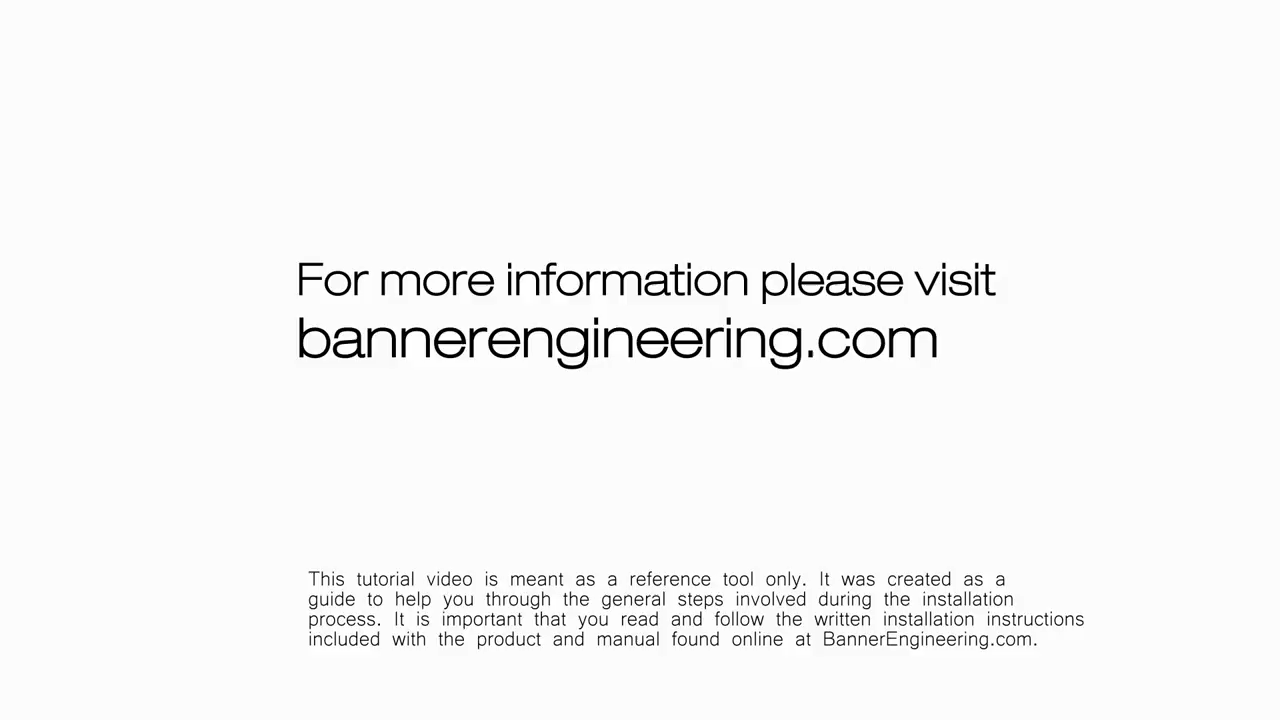 For more information please visit
bannerengineering.com
This tutorial video is meant as a reference tool only. It was created as a
guide to help you through the general steps involved during the installation
process. It is important that you read and follow the written installation instructions
included with the product and manual found online at BannerEngineering.com.